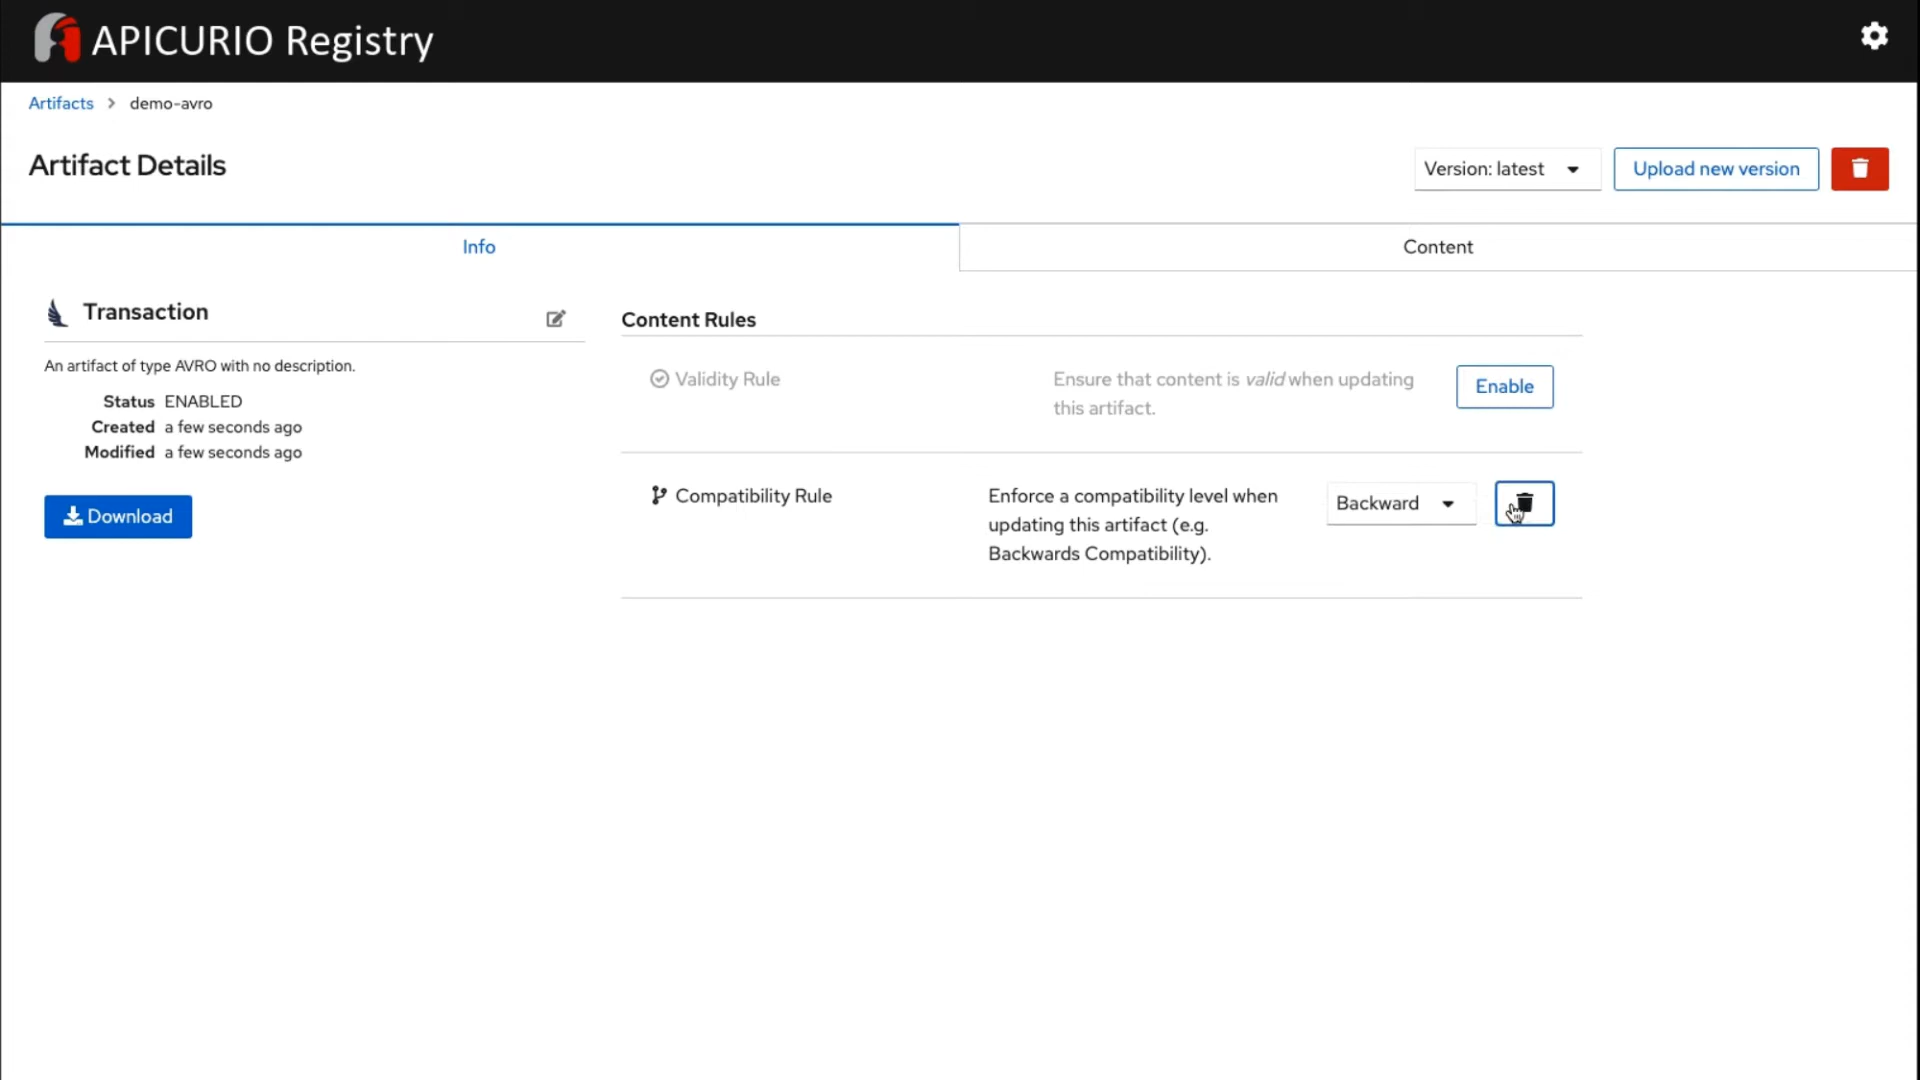 APICURIO Registry
Artifacts > demo-avro
Artifact Details
Version: latest
Upload new version
Info
Content
Transaction
An artifact of type AVRO with no description.
Status ENABLED
Created a few seconds ago
Modified a few seconds ago
Download
Content Rules
Validity Rule
Ensure that content is valid when updating
this artifact.
Enable
Compatibility Rule
Enforce a compatibility level when
updating this artifact (e.g.
Backwards Compatibility).
Backward